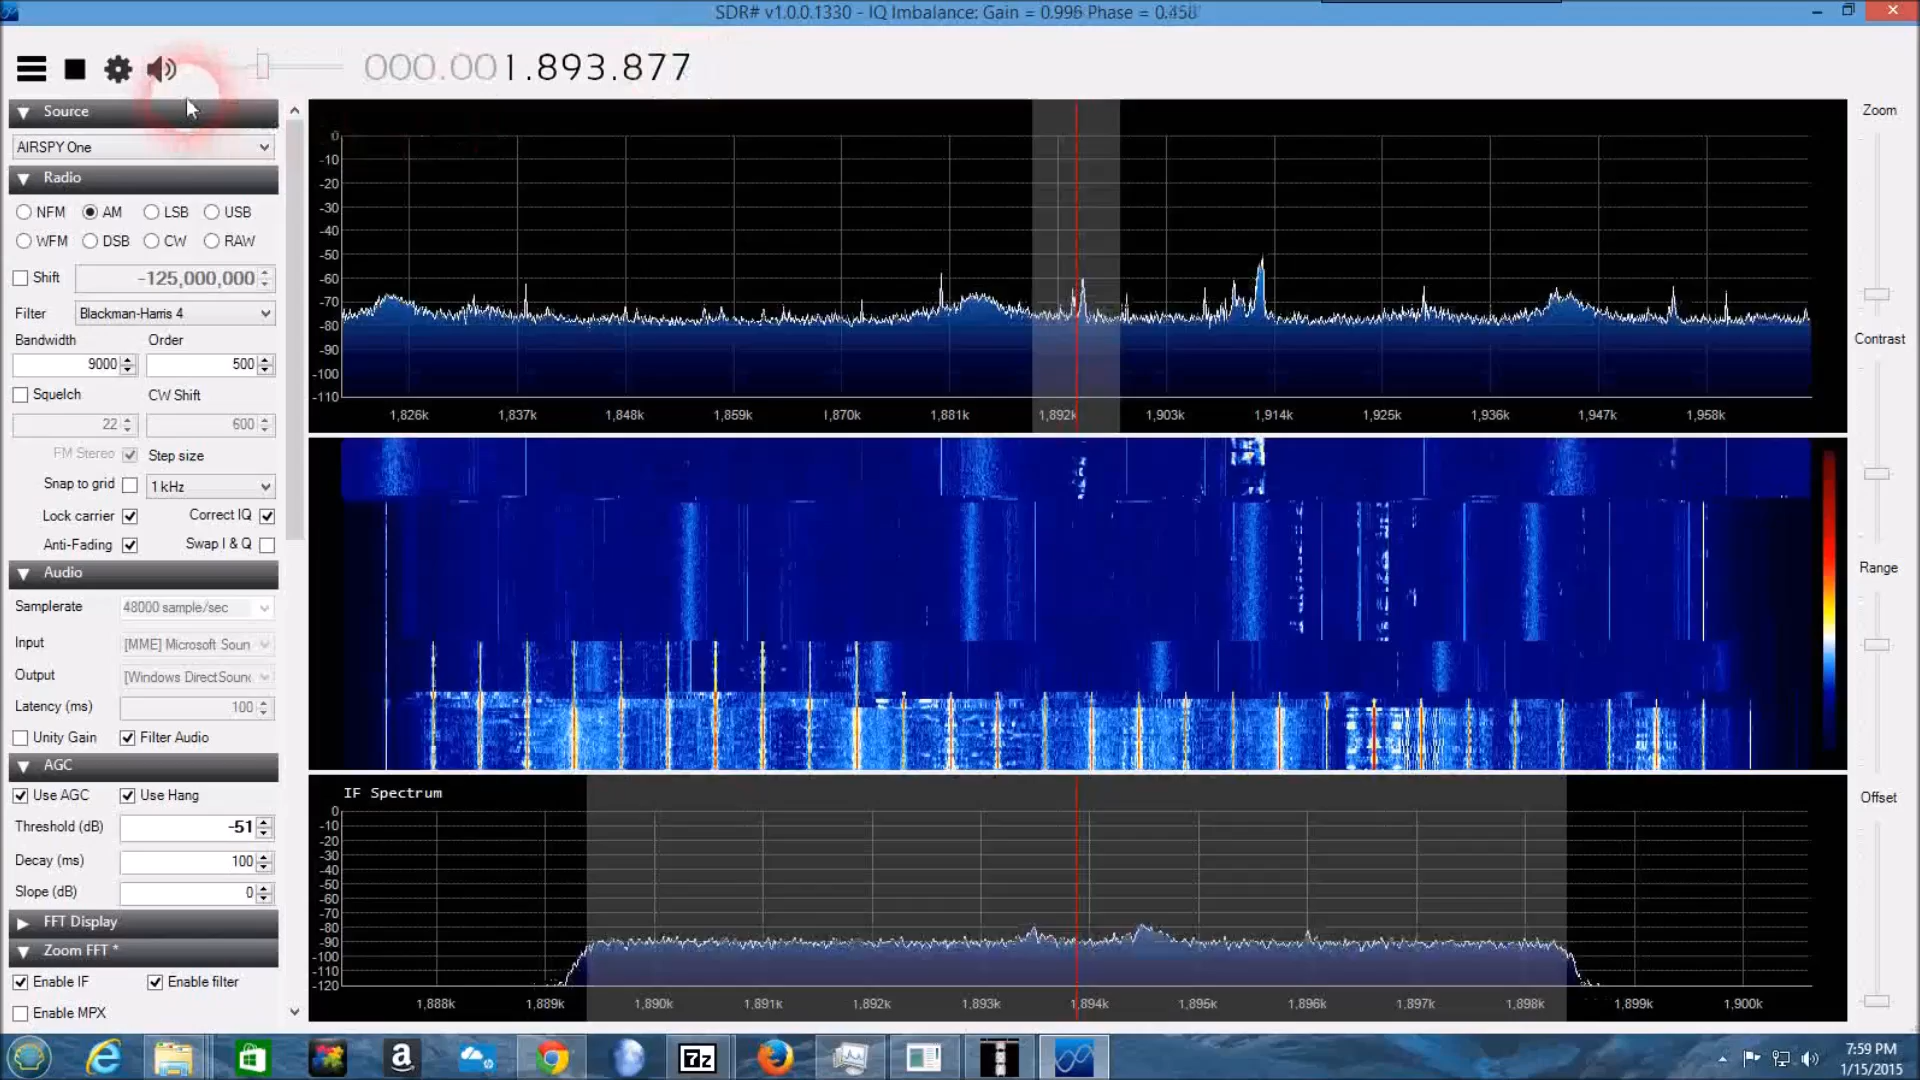 SDR# v1.0.0.1330 - IQ Imbalance: Gain = 0.996 Phase = 0.458
000.001.893.877
Source
AIRSPY One
Radio
NFM AM LSB USB
WFM DSB CW RAW
Shift -125,000,000
Filter Blackman-Harris 4
Bandwidth Order
9000 500
Squelch CW Shift
22 600
FM Stereo Step size
Snap to grid 1 kHz
Lock carrier Correct IQ
Anti-Fading Swap I & Q
Audio
Samplerate 48000 sample/sec
Input [MME] Microsoft Soun
Output [Windows DirectSound
Latency (ms) 100
Unity Gain Filter Audio
AGC
Use AGC Use Hang
Threshold (dB) -51
Decay (ms) 100
Slope (dB) 0
FFT Display
Zoom FFT *
Enable IF Enable filter
Enable MPX
0
-10
-20
-30
-40
-50
-60
-70
-80
-90
-100
-110
1,826k 1,837k 1,848k 1,859k 1,870k 1,881k 1,892k 1,903k 1,914k 1,925k 1,936k 1,947k 1,958k
IF Spectrum
0
-10
-20
-30
-40
-50
-60
-70
-80
-90
-100
-110
-120
1,888k 1,889k 1,890k 1,891k 1,892k 1,893k 1,894k 1,895k 1,896k 1,897k 1,898k 1,899k 1,900k
Zoom
Contrast
Range
Offset
a
7z
7:59 PM
1/15/2015